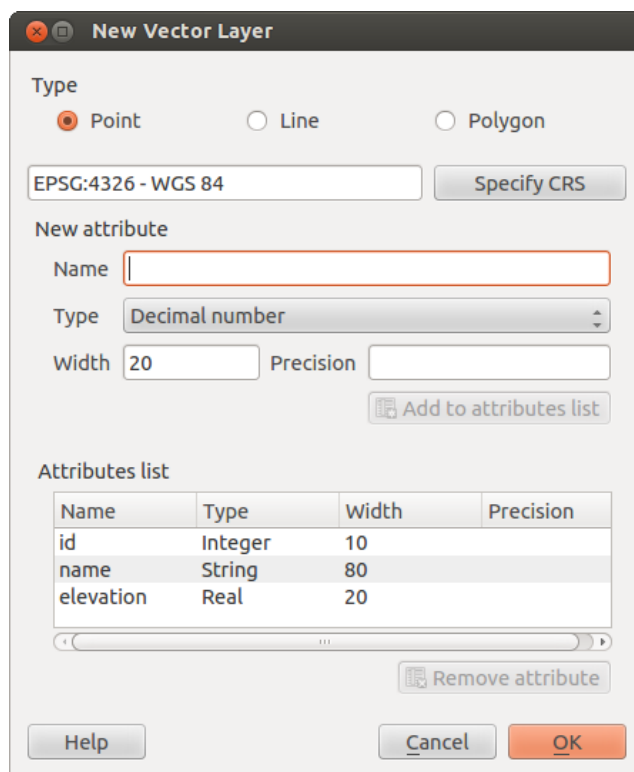 New Vector Layer
Type
Point Line Polygon
EPSG:4326 - WGS 84 Specify CRS
New attribute
Name
Type Decimal number
Width 20 Precision
Add to attributes list
Attributes list
Name Type Width Precision
id Integer 10
name String 80
elevation Real 20
Remove attribute
Help Cancel OK